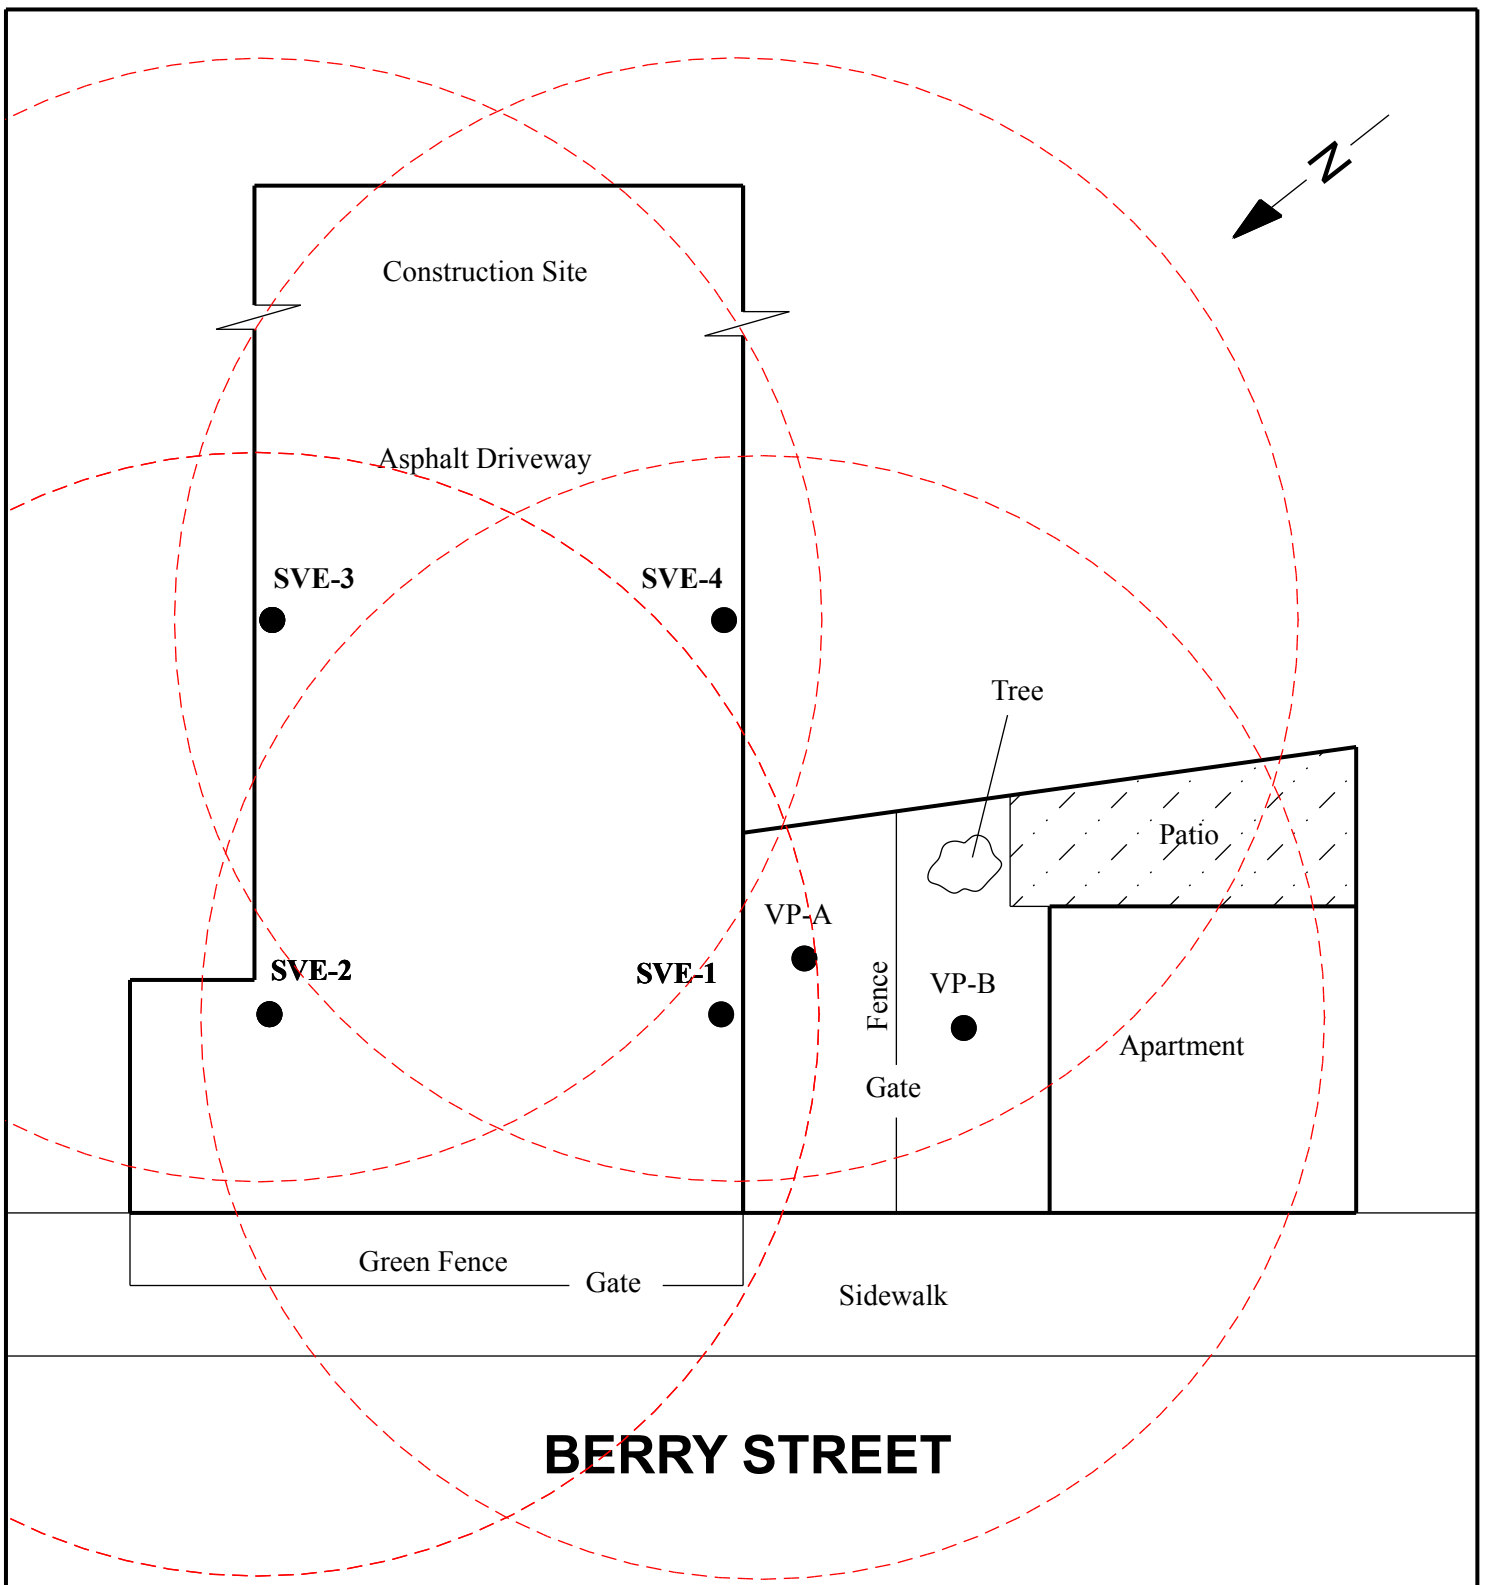 N
Construction Site
Asphalt Driveway
SVE-3
SVE-4
Tree
Patio
VP-A
SVE-2
SVE-1
Fence
VP-B
Apartment
Gate
Green Fence
Gate
Sidewalk
BERRY STREET